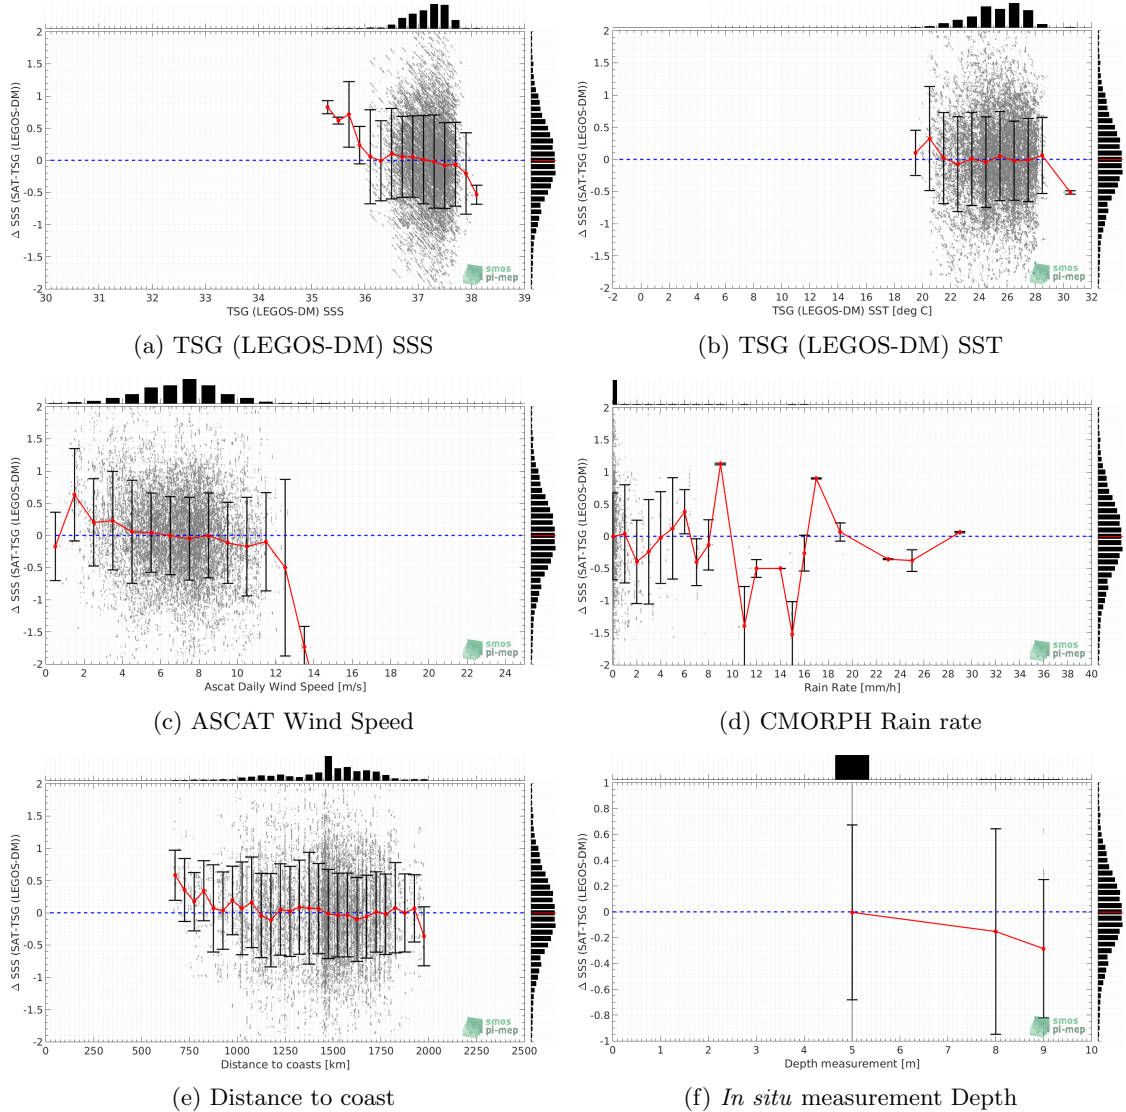 Δ SSS (SAT-TSG (LEGOS-DM))
2
1.5
1
0.5
0
-0.5
-1
-1.5
-2
30 31 32 33 34 35 36 37 38 39
TSG (LEGOS-DM) SSS
smos
pi-mep
(a) TSG (LEGOS-DM) SSS
Δ SSS (SAT-TSG (LEGOS-DM))
2
1.5
1
0.5
0
-0.5
-1
-1.5
-2
-2 0 2 4 6 8 10 12 14 16 18 20 22 24 26 28 30 32
TSG (LEGOS-DM) SST [deg C]
smos
pi-mep
(b) TSG (LEGOS-DM) SST
Δ SSS (SAT-TSG (LEGOS-DM))
2
1.5
1
0.5
0
-0.5
-1
-1.5
-2
0 2 4 6 8 10 12 14 16 18 20 22 24
Ascat Daily Wind Speed [m/s]
smos
pi-mep
(c) ASCAT Wind Speed
Δ SSS (SAT-TSG (LEGOS-DM))
2
1.5
1
0.5
0
-0.5
-1
-1.5
-2
0 2 4 6 8 10 12 14 16 18 20 22 24 26 28 30 32 34 36 38 40
Rain Rate [mm/h]
smos
pi-mep
(d) CMORPH Rain rate
Δ SSS (SAT-TSG (LEGOS-DM))
2
1.5
1
0.5
0
-0.5
-1
-1.5
-2
0 250 500 750 1000 1250 1500 1750 2000 2250 2500
Distance to coasts [km]
smos
pi-mep
(e) Distance to coast
Δ SSS (SAT-TSG (LEGOS-DM))
1
0.8
0.6
0.4
0.2
0
-0.2
-0.4
-0.6
-0.8
-1
0 1 2 3 4 5 6 7 8 9 10
Depth measurement [m]
smos
pi-mep
(f) In situ measurement Depth